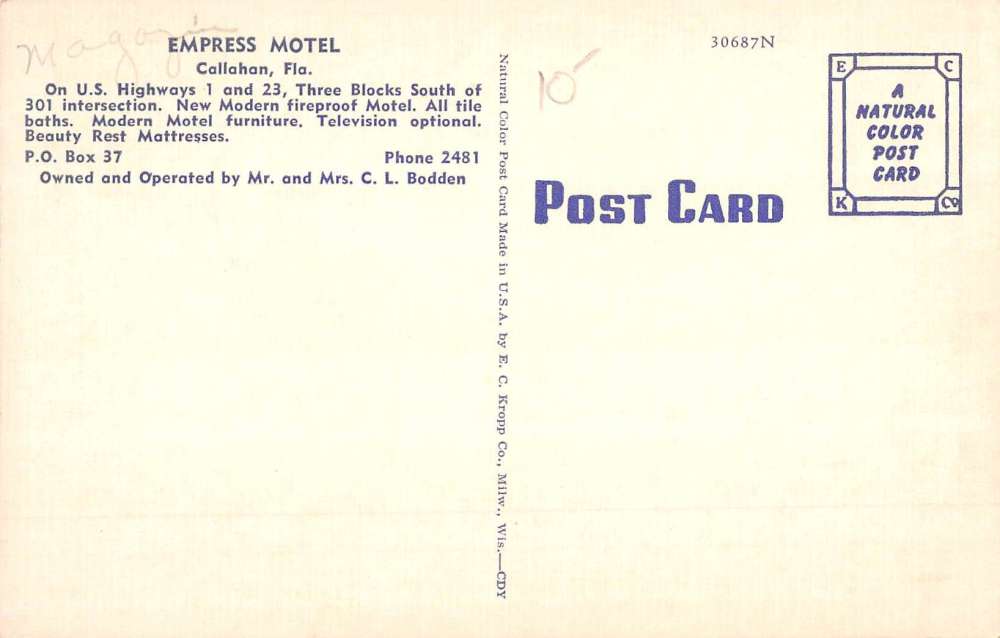 EMPRESS MOTEL
Callahan, Fla.
On U.S. Highways 1 and 23, Three Blocks South of
301 intersection. New Modern fireproof Motel. All tile
baths. Modern Motel furniture. Television optional.
Beauty Rest Mattresses.
P.O. Box 37 Phone 2481
Owned and Operated by Mr. and Mrs. C. L. Bodden
Natural Color Post Card Made in U.S.A. by E. C. Kropp Co., Milw., Wis.—CDY
10
30687N
POST CARD
E C
A
NATURAL
COLOR
POST
CARD
K Co